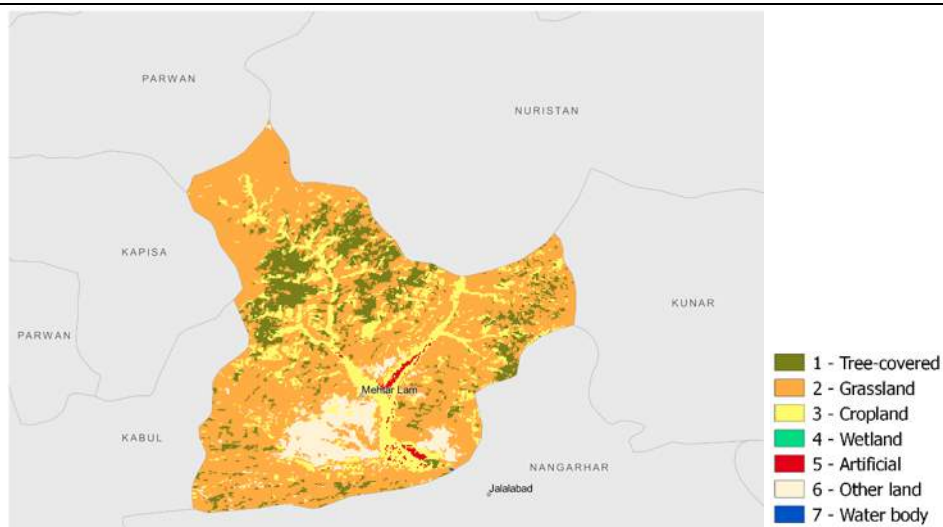 PARWAN
NURISTAN
KAPISA
KUNAR
PARWAN
Mehtar Lam
KABUL
NANGARHAR
Jalalabad
1 - Tree-covered
2 - Grassland
3 - Cropland
4 - Wetland
5 - Artificial
6 - Other land
7 - Water body